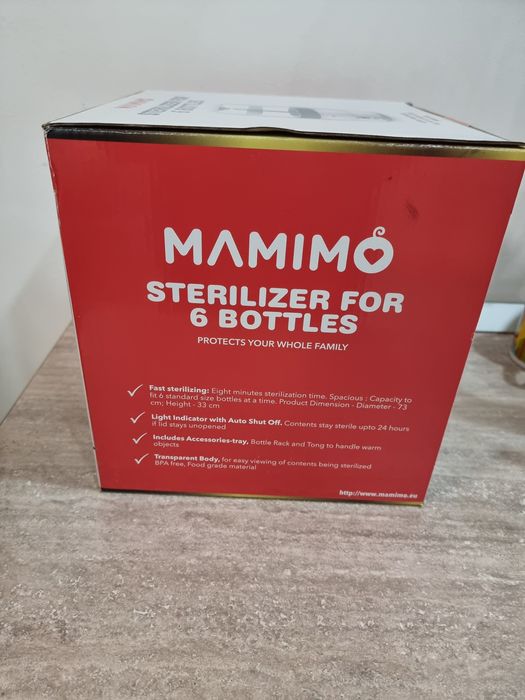 MAMIMO
STERILIZER FOR
6 BOTTLES
PROTECTS YOUR WHOLE FAMILY
Fast sterilizing: Eight minutes sterilization time. Spacious : Capacity to
fit 6 standard size bottles at a time. Product Dimension - Diameter - 73
cm; Height - 33 cm
Light Indicator with Auto Shut Off. Contents stay sterile upto 24 hours
if lid stays unopened
Includes Accessories-tray, Bottle Rack and Tong to handle warm
objects
Transparent Body, for easy viewing of contents being sterilized
BPA free, Food grade material
http://www.mamimo.eu